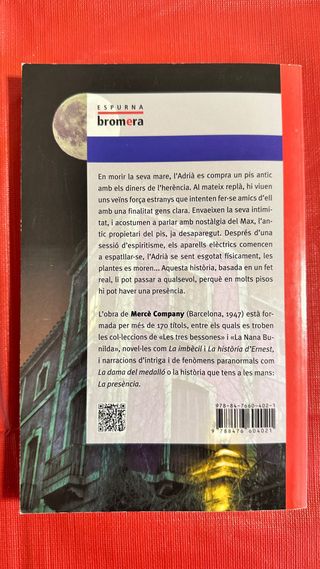 ESPURNA
bromera
En morir la seva mare, l'Adrià es compra un pis antic
amb els diners de l'herència. Al mateix replà, hi viuen
uns veïns força estranys que intenten fer-se amics d'ell
amb una finalitat gens clara. Envaeixen la seva intimi-
tat, i acostumen a parlar amb nostàlgia del Max, l'an-
tic propietari del pis, ja desaparegut. Després d'una
sessió d'espiritisme, els aparells elèctrics comencen
a espatllar-se, l'Adrià se sent esgotat físicament, les
plantes es moren... Aquesta història, basada en un fet
real, li pot passar a qualsevol, perquè en molts pisos
hi pot haver una presència.
L'obra de Mercè Company (Barcelona, 1947) està for-
mada per més de 170 títols, entre els quals es troben
les col·leccions de «Les tres bessones» i «La Nana Bu-
nilda», novel·les com La imbècil i La història d'Ernest,
i narracions d'intriga i de fenòmens paranormals com
La dama del medalló o la història que tens a les mans:
La presència.
978-84-7660-402-1
9 788476 604021